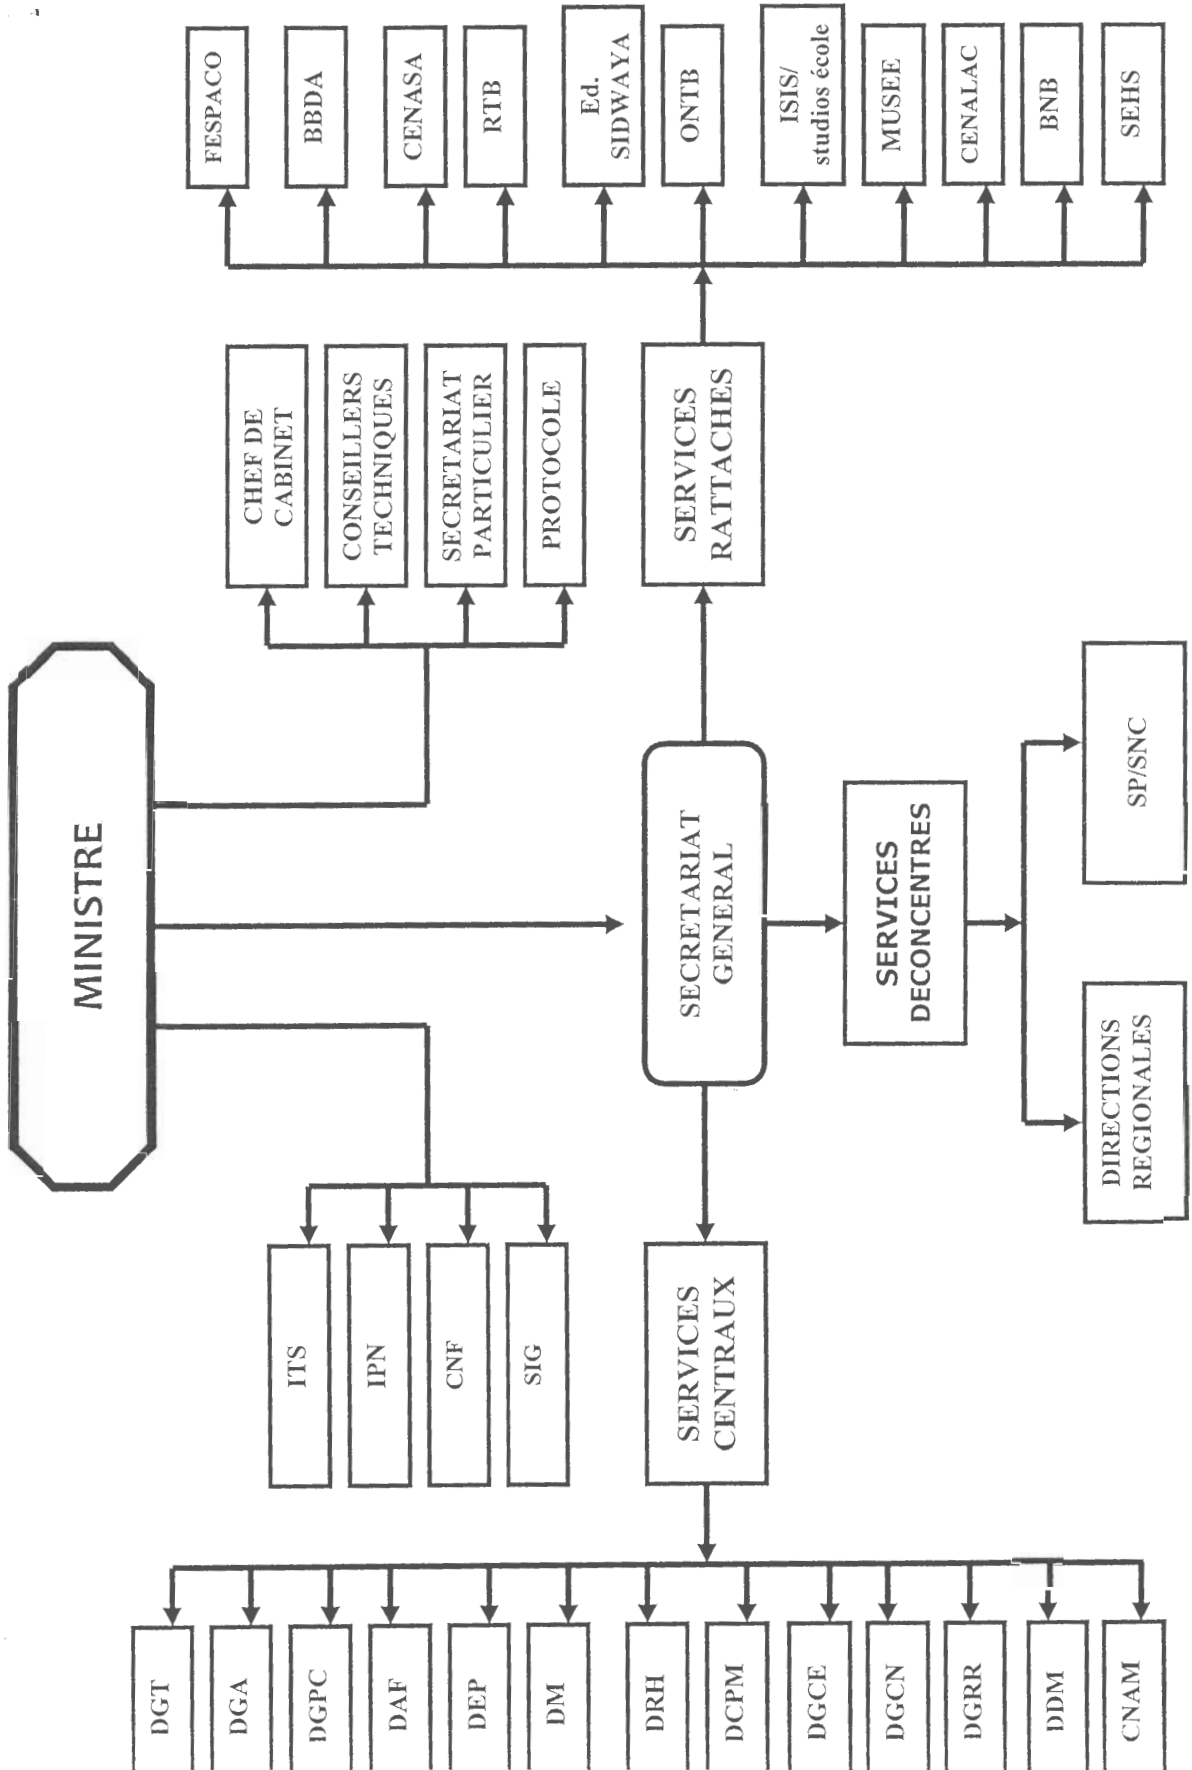 MINISTRE
CHEF DE
CABINET
CONSEILLERS
TECHNIQUES
SECRETARIAT
PARTICULIER
PROTOCOLE
ITS
IPN
CNF
SIG
SECRETARIAT
GENERAL
SERVICES
RATTACHES
FESPACO
BBDA
CENASA
RTB
Ed.
SIDWAYA
ONTB
ISIS/
studios école
MUSEE
CENALAC
BNB
SEHS
SERVICES
CENTRAUX
DGT
DGA
DGPC
DAF
DEP
DM
DRH
DCPM
DGCE
DGCN
DGRR
DDM
CNAM
SERVICES
DECONCENTRES
DIRECTIONS
REGIONALES
SP/SNC